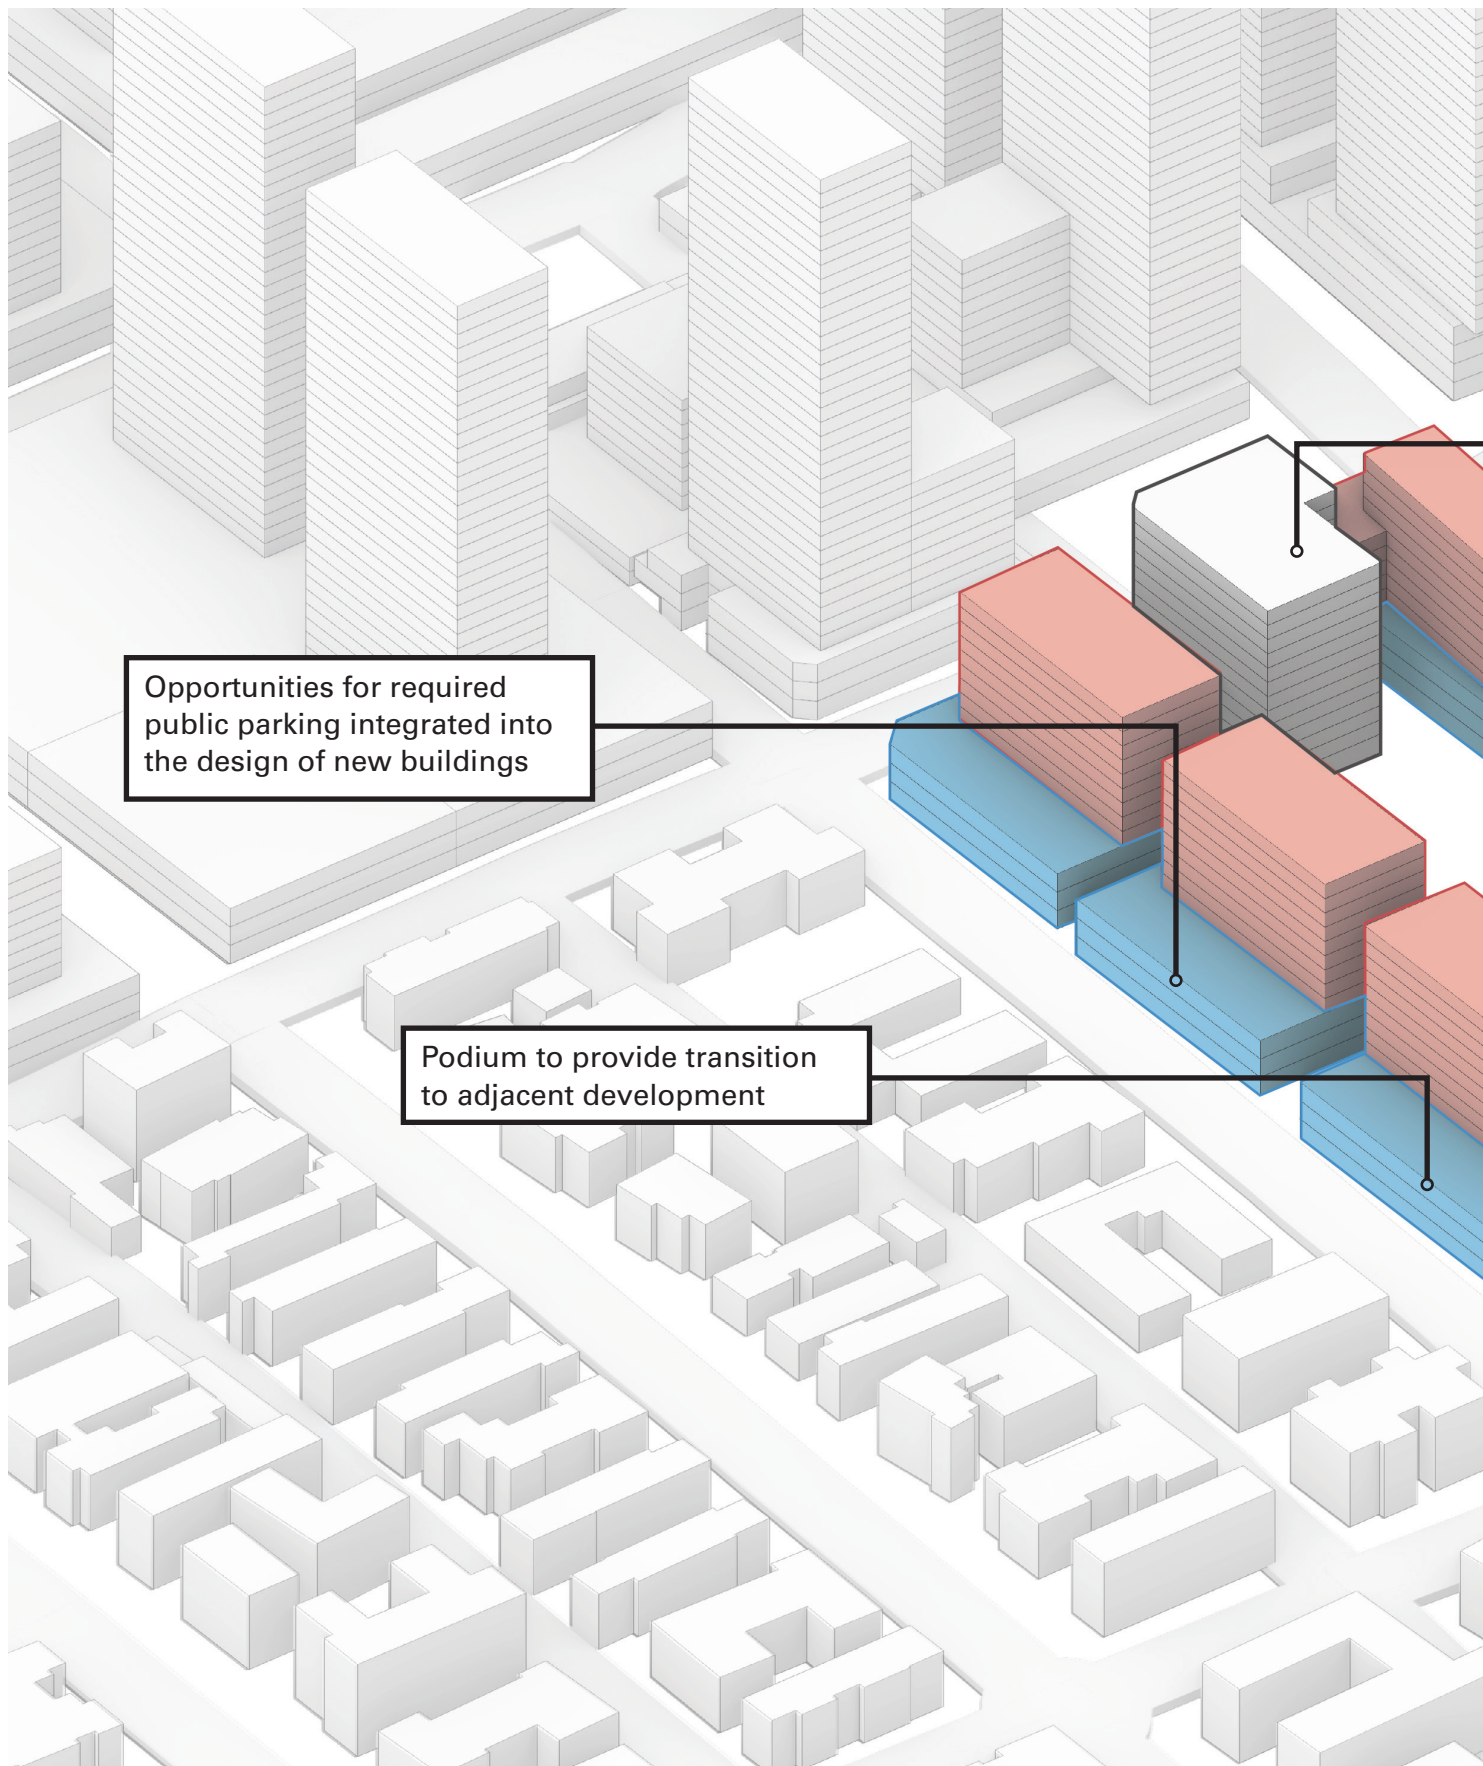 Opportunities for required
public parking integrated into
the design of new buildings
Podium to provide transition
to adjacent development